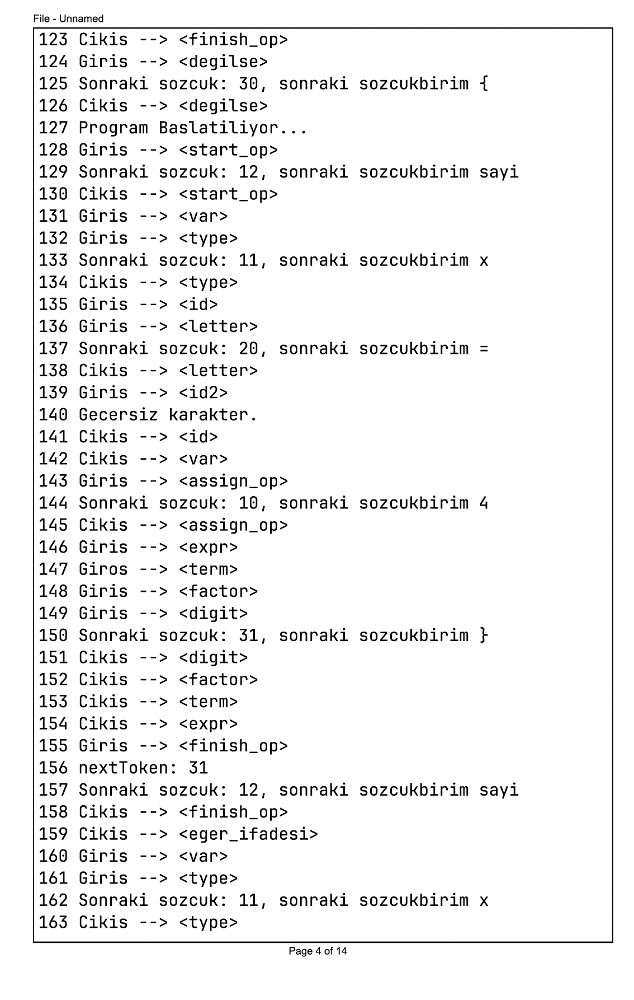 File - Unnamed
123 Cikis --> <finish_op>
124 Giris --> <degilse>
125 Sonraki sozcuk: 30, sonraki sozcukbirim {
126 Cikis --> <degilse>
127 Program Baslatiliyor...
128 Giris --> <start_op>
129 Sonraki sozcuk: 12, sonraki sozcukbirim sayi
130 Cikis --> <start_op>
131 Giris --> <var>
132 Giris --> <type>
133 Sonraki sozcuk: 11, sonraki sozcukbirim x
134 Cikis --> <type>
135 Giris --> <id>
136 Giris --> <letter>
137 Sonraki sozcuk: 20, sonraki sozcukbirim =
138 Cikis --> <letter>
139 Giris --> <id2>
140 Gecersiz karakter.
141 Cikis --> <id>
142 Cikis --> <var>
143 Giris --> <assign_op>
144 Sonraki sozcuk: 10, sonraki sozcukbirim 4
145 Cikis --> <assign_op>
146 Giris --> <expr>
147 Giros --> <term>
148 Giris --> <factor>
149 Giris --> <digit>
150 Sonraki sozcuk: 31, sonraki sozcukbirim }
151 Cikis --> <digit>
152 Cikis --> <factor>
153 Cikis --> <term>
154 Cikis --> <expr>
155 Giris --> <finish_op>
156 nextToken: 31
157 Sonraki sozcuk: 12, sonraki sozcukbirim sayi
158 Cikis --> <finish_op>
159 Cikis --> <eger_ifadesi>
160 Giris --> <var>
161 Giris --> <type>
162 Sonraki sozcuk: 11, sonraki sozcukbirim x
163 Cikis --> <type>
Page 4 of 14